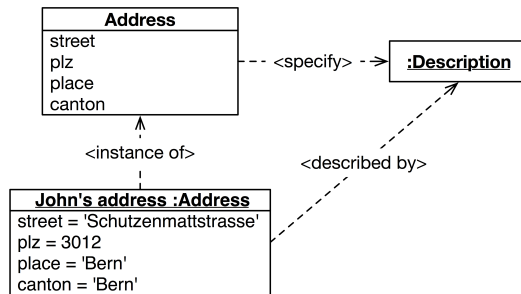 Address
street
plz
place
canton
<specify>
:Description
<instance of>
<described by>
John's address :Address
street = 'Schutzenmattstrasse'
plz = 3012
place = 'Bern'
canton = 'Bern'